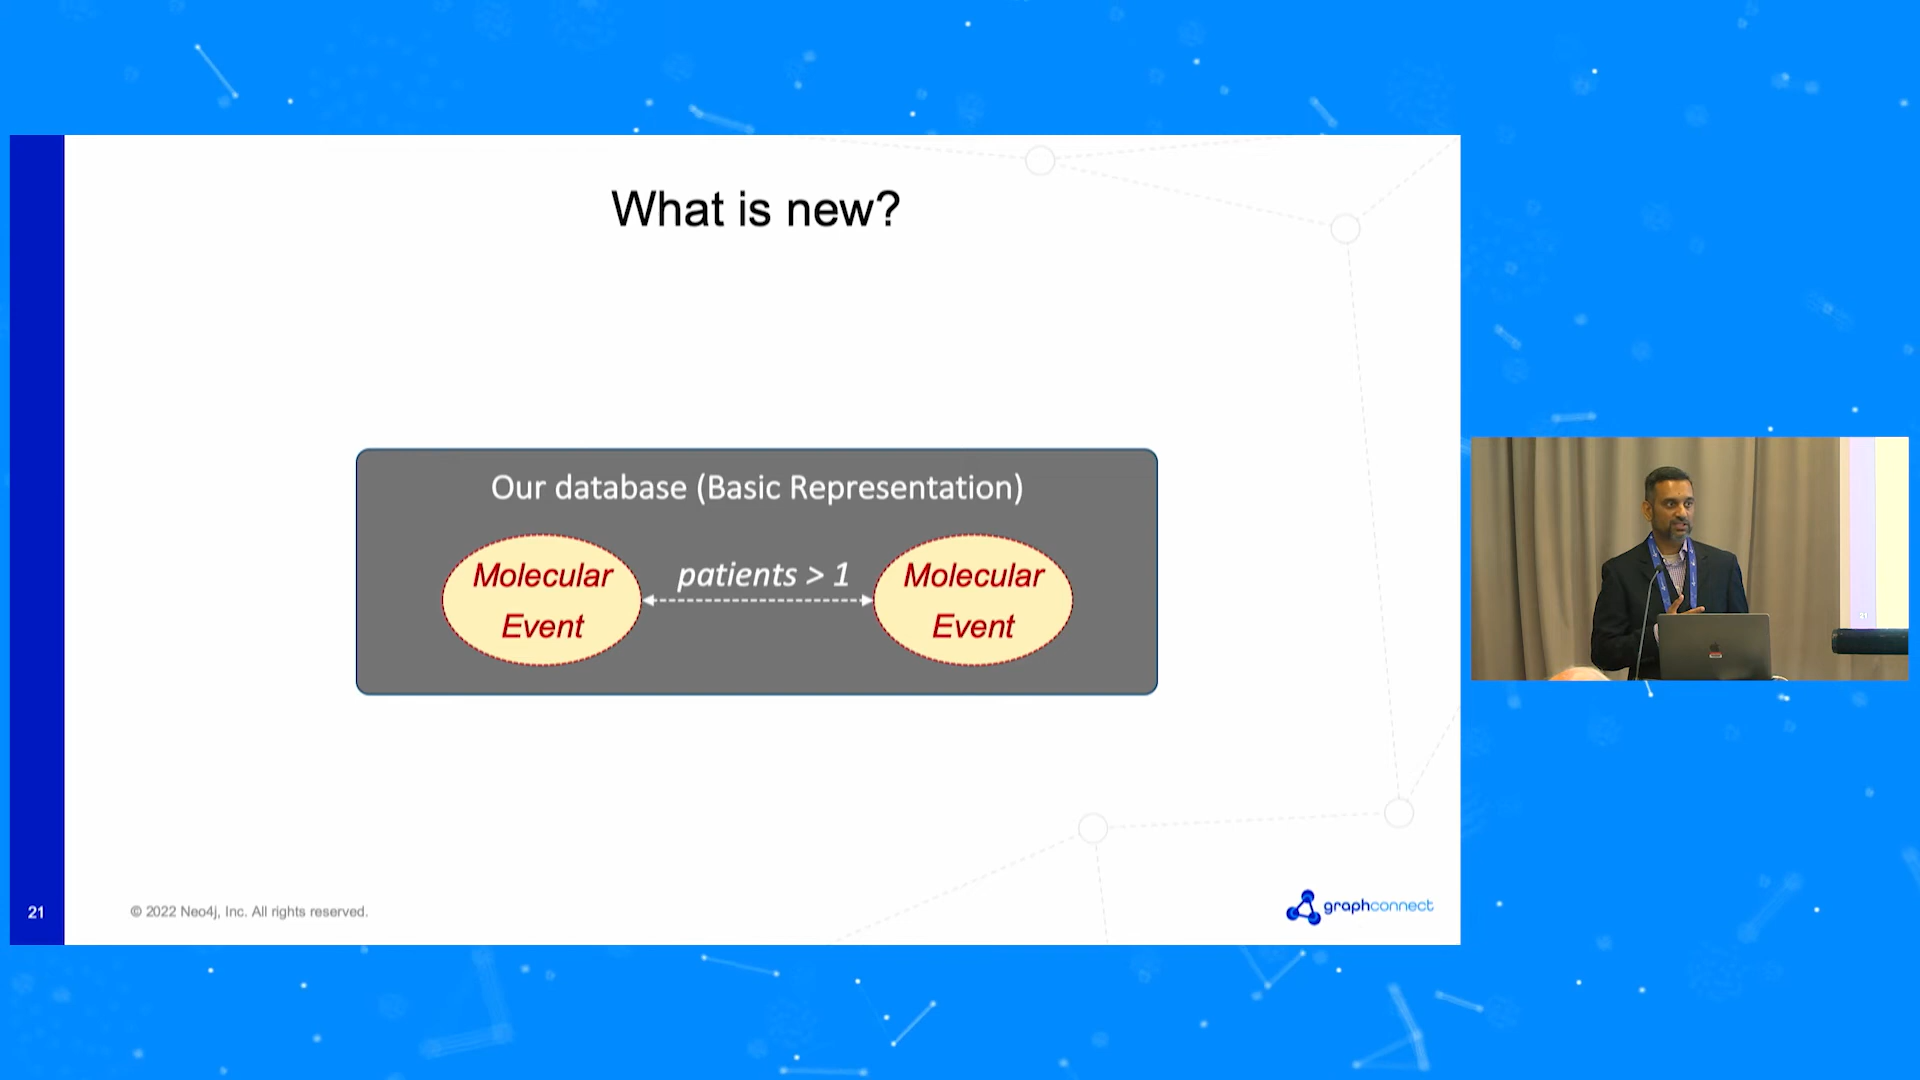 What is new?
Our database (Basic Representation)
Molecular
Event
patients > 1
Molecular
Event
21
© 2022 Neo4j, Inc. All rights reserved.
graphconnect